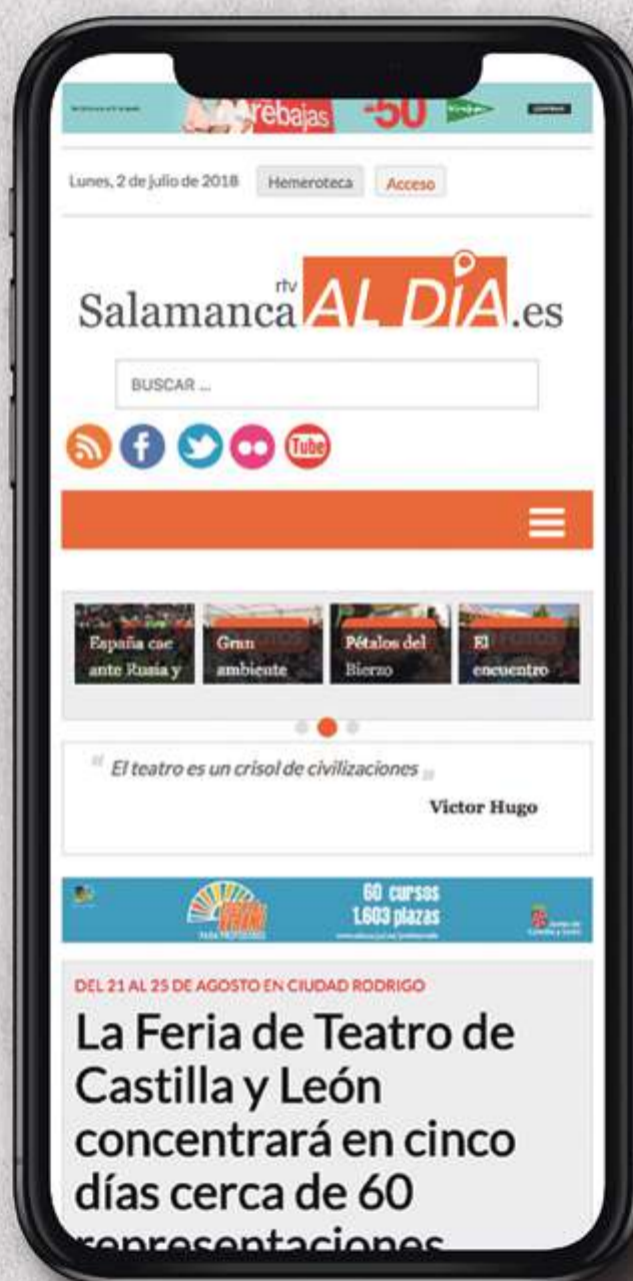 rebajas
-50
Lunes, 2 de julio de 2018 Hemeroteca Acceso
rtv
Salamanca AL DÍA.es
BUSCAR ...
f Tube
España cae
ante Rusia y
Gran
ambiente
Pétalos del
Bierzo
El
encuentro
" El teatro es un crisol de civilizaciones "
Victor Hugo
60 cursos
1.603 plazas
DEL 21 AL 25 DE AGOSTO EN CIUDAD RODRIGO
La Feria de Teatro de
Castilla y León
concentrará en cinco
días cerca de 60
representaciones